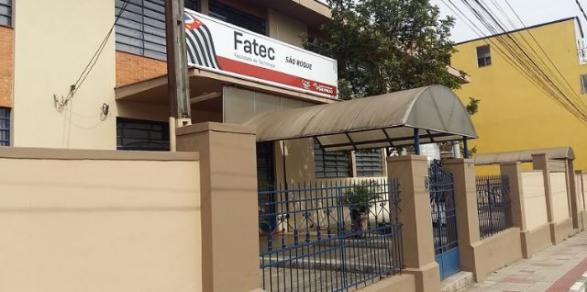 Fatec
Faculdade de Tecnologia
SÃO ROQUE